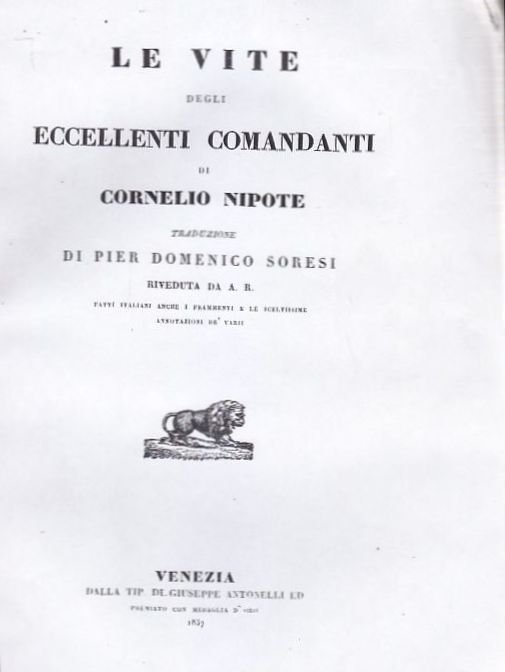 LE VITE
DEGLI
ECCELLENTI COMANDANTI
DI
CORNELIO NIPOTE
TRADUZIONE
DI PIER DOMENICO SORESI
RIVEDUTA DA A. R.
FATTI ITALIANI ANCHE I FRAMMENTI E LE SCELTISSIME
ANNOTAZIONI DE' VARII
VENEZIA
DALLA TIP. DI GIUSEPPE ANTONELLI ED
PREMIATO CON MEDAGLIA D' ORO